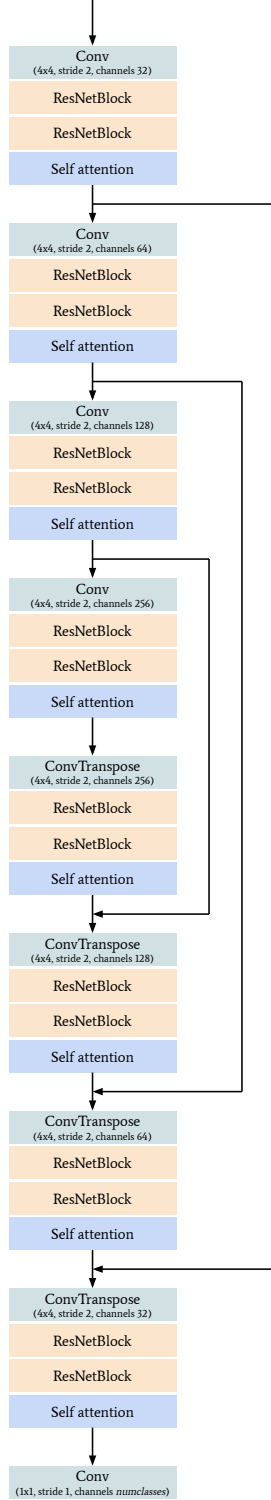 Conv
(4x4, stride 2, channels 32)
ResNetBlock
ResNetBlock
Self attention
Conv
(4x4, stride 2, channels 64)
ResNetBlock
ResNetBlock
Self attention
Conv
(4x4, stride 2, channels 128)
ResNetBlock
ResNetBlock
Self attention
Conv
(4x4, stride 2, channels 256)
ResNetBlock
ResNetBlock
Self attention
ConvTranspose
(4x4, stride 2, channels 256)
ResNetBlock
ResNetBlock
Self attention
ConvTranspose
(4x4, stride 2, channels 128)
ResNetBlock
ResNetBlock
Self attention
ConvTranspose
(4x4, stride 2, channels 64)
ResNetBlock
ResNetBlock
Self attention
ConvTranspose
(4x4, stride 2, channels 32)
ResNetBlock
ResNetBlock
Self attention
Conv
(1x1, stride 1, channels numclasses)